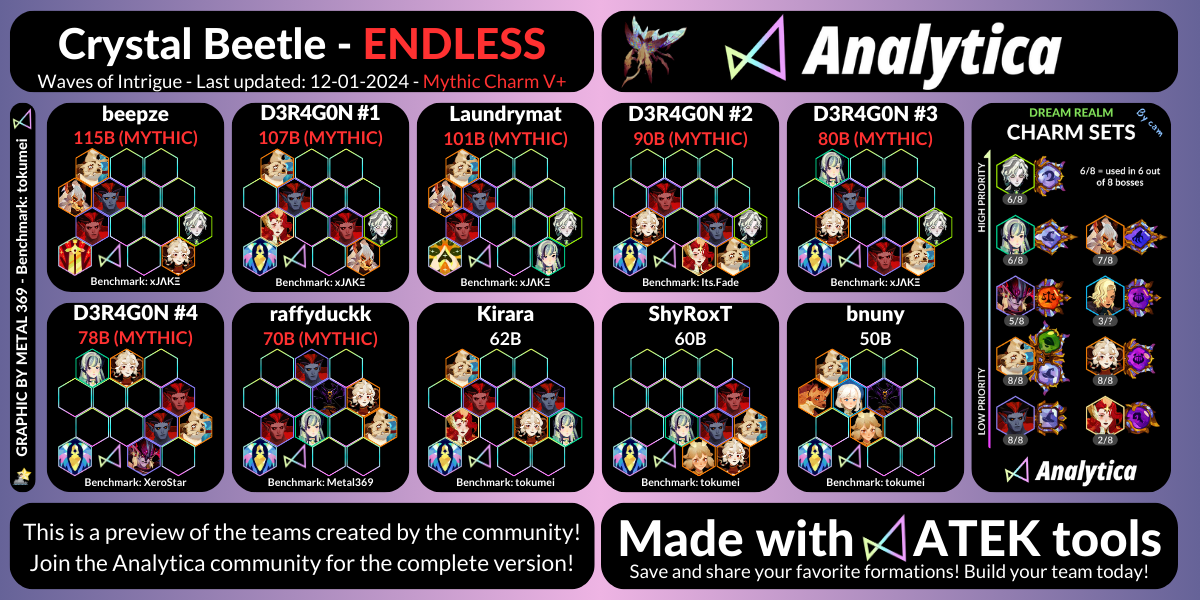 Crystal Beetle - ENDLESS
Waves of Intrigue - Last updated: 12-01-2024 - Mythic Charm V+
Analytica
GRAPHIC BY METAL 369 - Benchmark: tokumei
beepze
115B (MYTHIC)
Benchmark: xJΛKΞ
D3R4G0N #1
107B (MYTHIC)
Benchmark: xJΛKΞ
Laundrymat
101B (MYTHIC)
Benchmark: xJΛKΞ
D3R4G0N #2
90B (MYTHIC)
Benchmark: Its.Fade
D3R4G0N #3
80B (MYTHIC)
Benchmark: xJΛKΞ
D3R4G0N #4
78B (MYTHIC)
Benchmark: XeroStar
raffyduckk
70B (MYTHIC)
Benchmark: Metal369
Kirara
62B
Benchmark: tokumei
ShyRoxT
60B
Benchmark: tokumei
bnuny
50B
Benchmark: tokumei
DREAM REALM
By cam
CHARM SETS
HIGH PRIORITY
LOW PRIORITY
6/8 = used in 6 out
of 8 bosses
6/8
6/8
7/8
5/8
3/?
8/8
8/8
8/8
2/8
Analytica
This is a preview of the teams created by the community!
Join the Analytica community for the complete version!
Made with ATEK tools
Save and share your favorite formations! Build your team today!